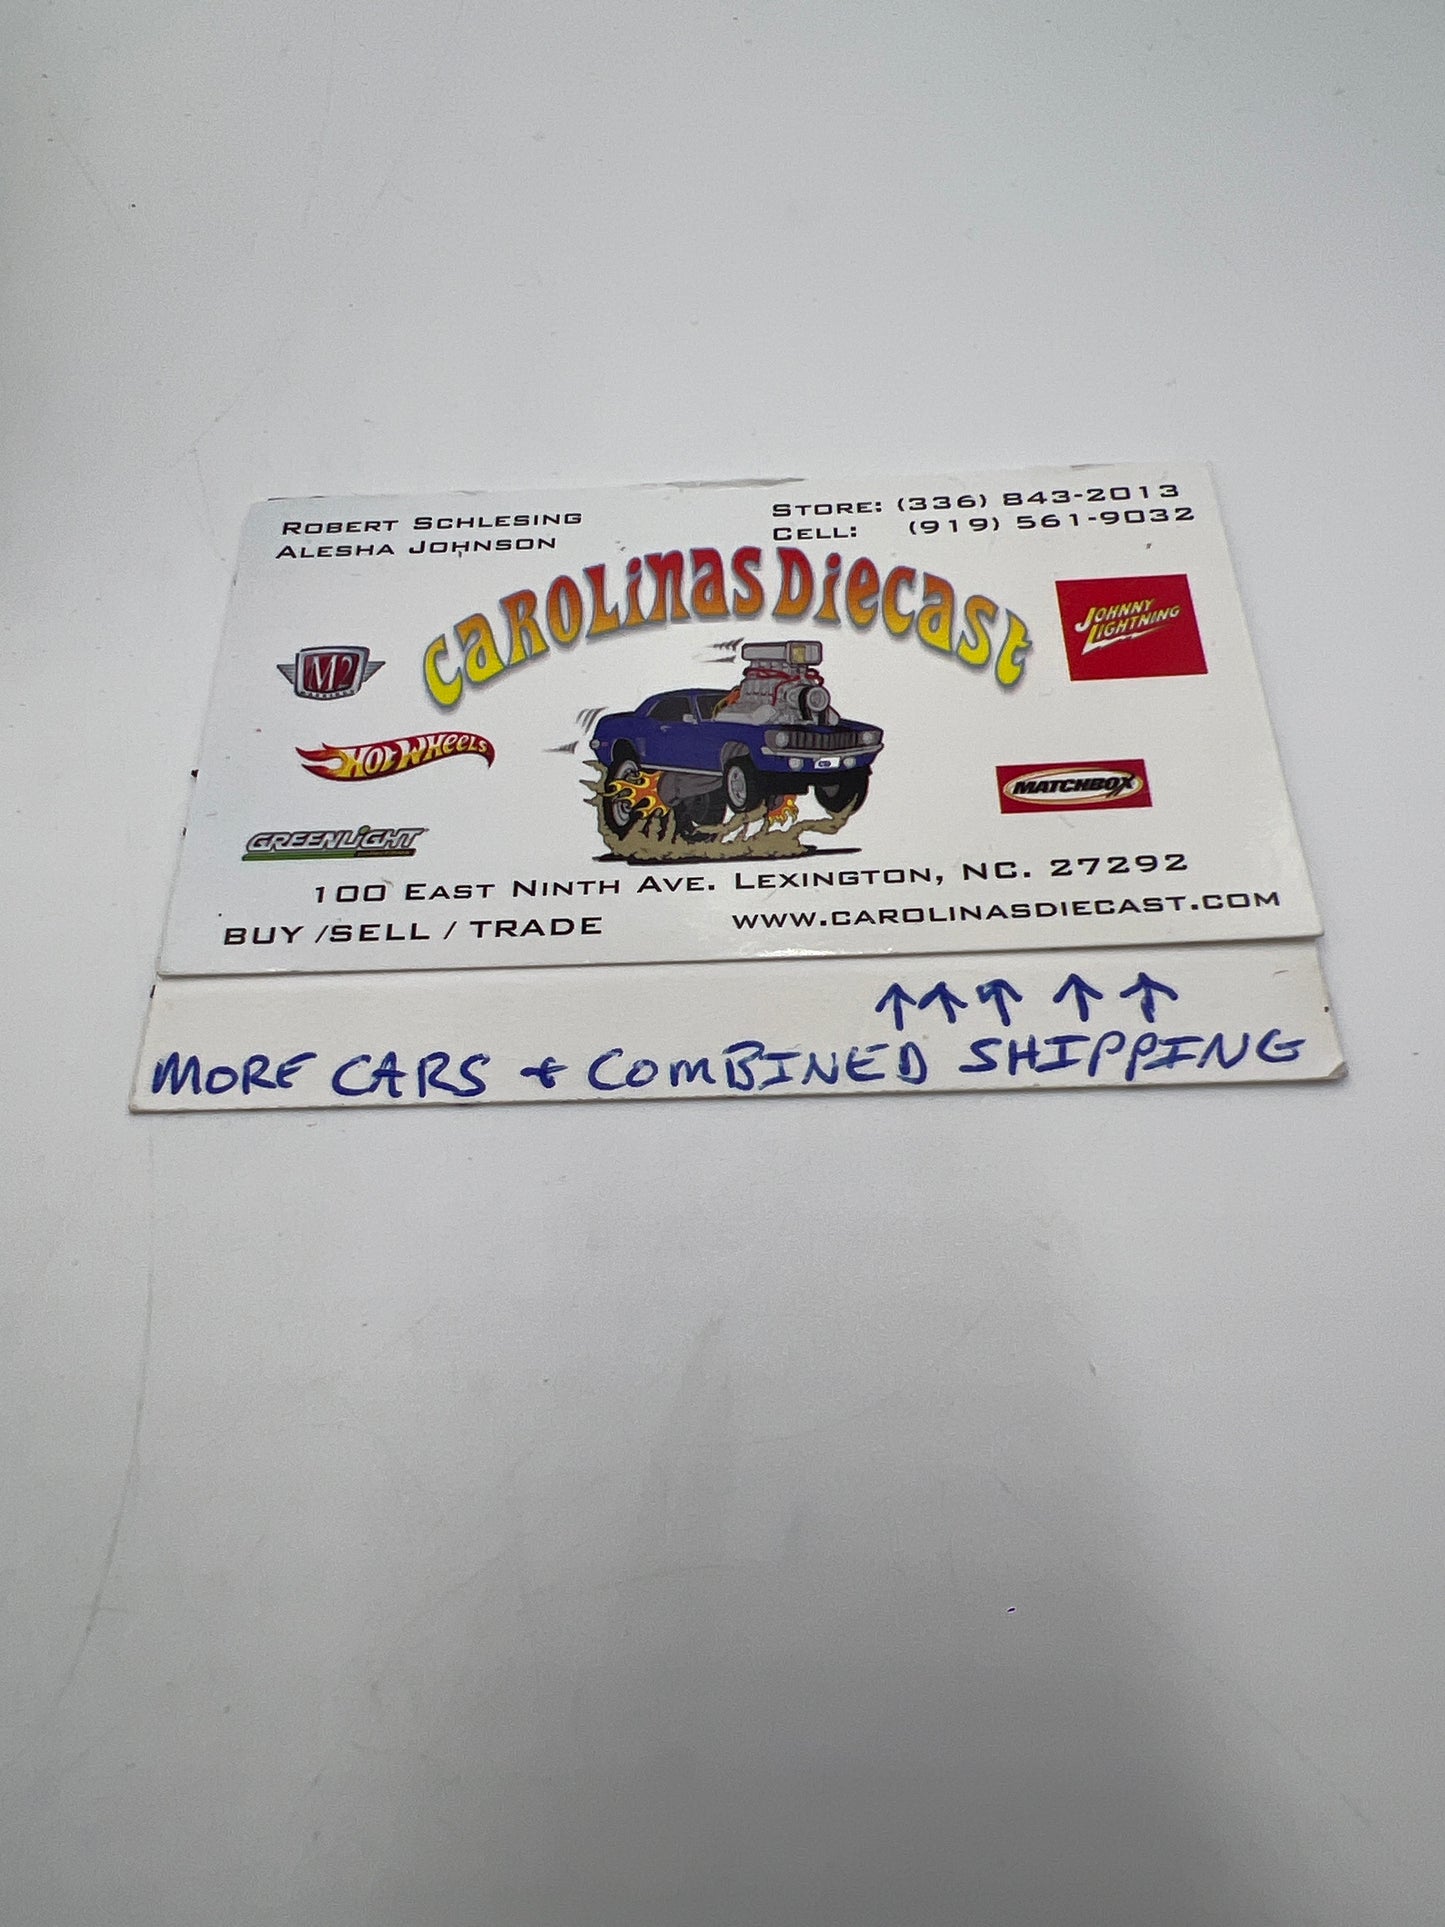 ROBERT SCHLESING
ALESHA JOHNSON
STORE: (336) 843-2013
CELL: (919) 561-9032
CAROLINAS DIECAST
JOHNNY
LIGHTNING
M2
HOT WHEELS
MATCHBOX
GREENLIGHT
100 EAST NINTH AVE. LEXINGTON, NC. 27292
BUY /SELL / TRADE
WWW.CAROLINASDIECAST.COM
↑↑↑ ↑ ↑
MORE CARS + COMBINED SHIPPING